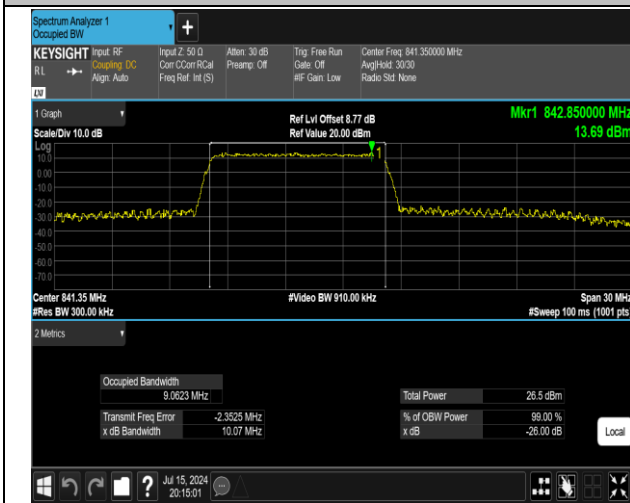 Spectrum Analyzer 1
Occupied BW
+
KEYSIGHT Input: RF Input Z: 50 Ω Atten: 30 dB Trig: Free Run Center Freq: 841.350000 MHz
RL Coupling: DC Corr CCorr RCal Preamp: Off Gate: Off Avg|Hold: 30/30
Align: Auto Freq Ref: Int (S) #IF Gain: Low Radio Std: None
LXI
1 Graph Ref Lvl Offset 8.77 dB Mkr1 842.850000 MHz
Scale/Div 10.0 dB Ref Value 20.00 dBm 13.69 dBm
Log
10.0
0.00
-10.0
-20.0
-30.0
-40.0
-50.0
-60.0
-70.0
1
Center 841.35 MHz #Video BW 910.00 kHz Span 30 MHz
#Res BW 300.00 kHz #Sweep 100 ms (1001 pts)
2 Metrics
Occupied Bandwidth
9.0623 MHz Total Power 26.5 dBm
Transmit Freq Error -2.3525 MHz % of OBW Power 99.00 %
x dB Bandwidth 10.07 MHz x dB -26.00 dB
Local
? Jul 15, 2024
20:15:01